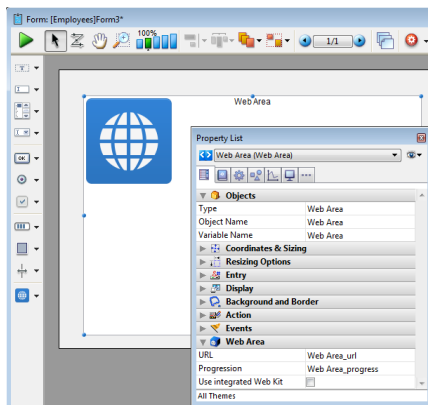 Form: [Employees]Form3*
100%
1/1
Web Area
Property List
Web Area (Web Area)
Objects
Type Web Area
Object Name Web Area
Variable Name Web Area
Coordinates & Sizing
Resizing Options
Entry
Display
Background and Border
Action
Events
Web Area
URL Web Area_url
Progression Web Area_progress
Use integrated Web Kit
All Themes
OK